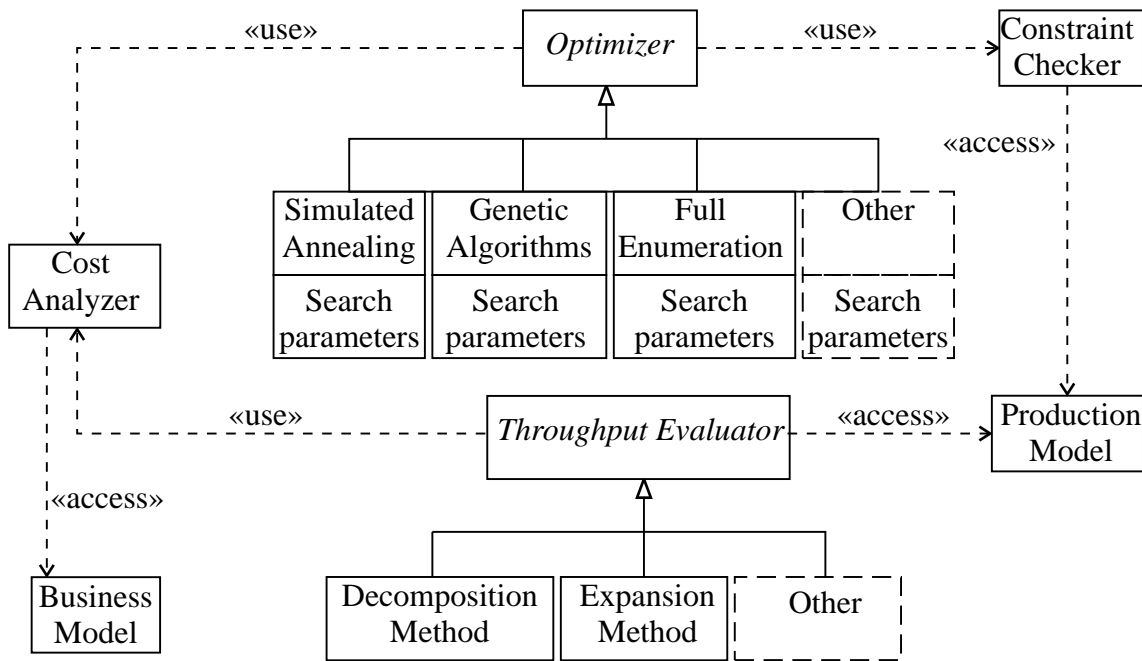 «use»
Optimizer
«use»
Constraint
Checker
«access»
Simulated
Annealing
Search
parameters
Genetic
Algorithms
Search
parameters
Full
Enumeration
Search
parameters
Other
Search
parameters
Cost
Analyzer
«use»
Throughput Evaluator
«access»
Production
Model
«access»
Business
Model
Decomposition
Method
Expansion
Method
Other